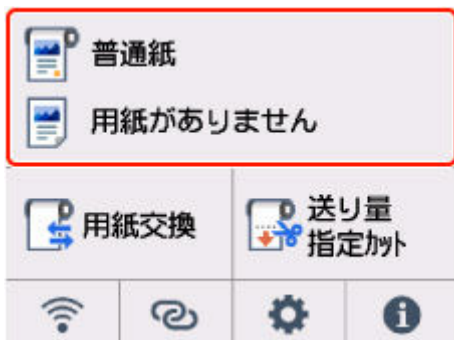 普通紙
用紙がありません
用紙交換
送り量
指定ｶｯﾄ